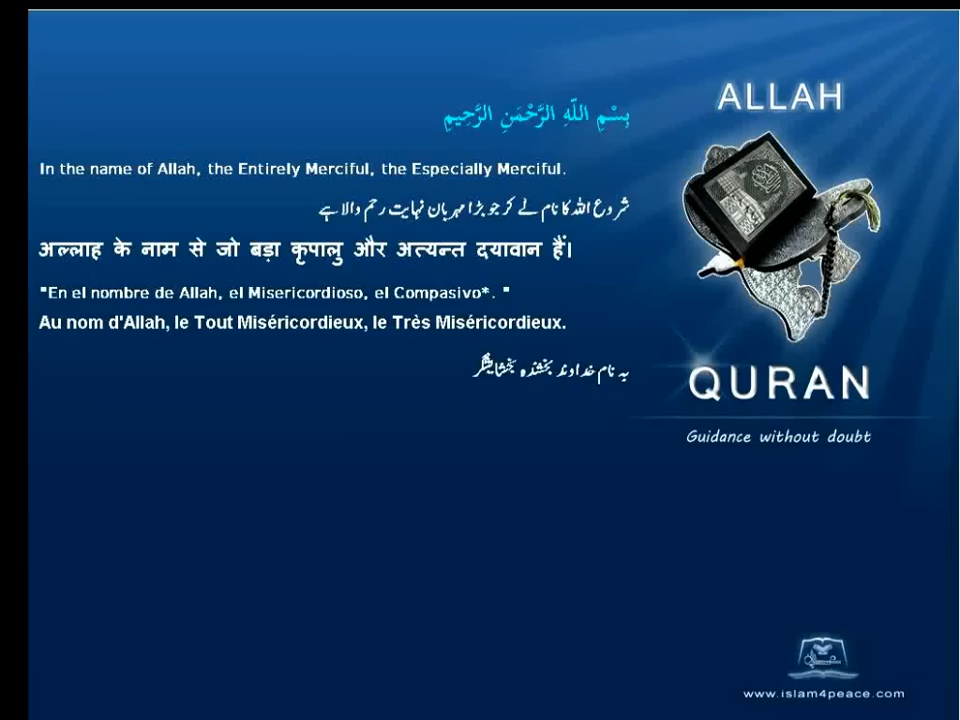 بِسْمِ اللّهِ الرَّحْمَنِ الرَّحِيمِ
In the name of Allah, the Entirely Merciful, the Especially Merciful.
شروع اللہ کا نام لے کر جو بڑا مہربان نہایت رحم والا ہے
अल्लाह के नाम से जो बड़ा कृपालु और अत्यन्त दयावान हैं।
"En el nombre de Allah, el Misericordioso, el Compasivo*. "
Au nom d'Allah, le Tout Miséricordieux, le Très Miséricordieux.
به نام خداوند بخشنده بخشایشگر
ALLAH
QURAN
Guidance without doubt
www.islam4peace.com